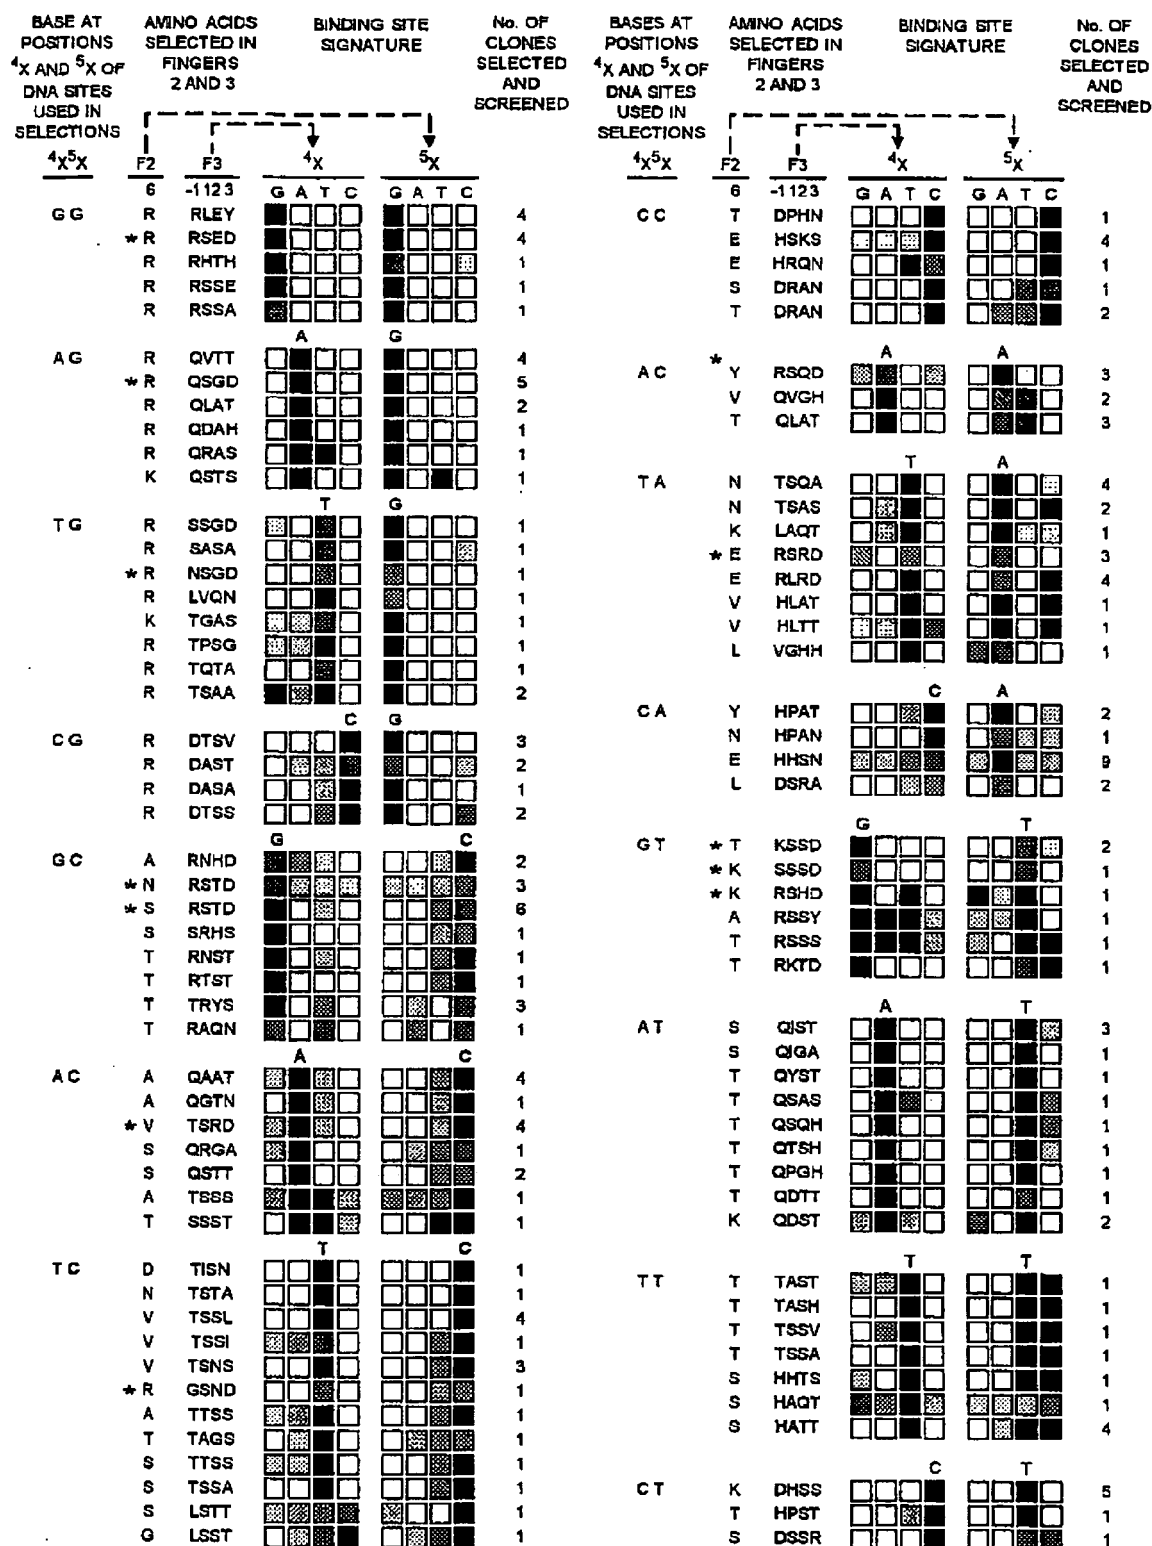 BASE AT POSITIONS 4X AND 5X OF DNA SITES USED IN SELECTIONS
AMINO ACIDS SELECTED IN FINGERS 2 AND 3
BINDING SITE SIGNATURE
No. OF CLONES SELECTED AND SCREENED
4X5X F2 F3 4X 5X
6 -1123 G A T C G A T C
GG R RLEY 4
* R RSED 4
R RHTH 1
R RSSE 1
R RSSA 1
A G
AG R QVTT 4
* R QSGD 5
R QLAT 2
R QDAH 1
R QRAS 1
K QSTS 1
T G
TG R SSGD 1
R SASA 1
* R NSGD 1
R LVQN 1
K TGAS 1
R TPSG 1
R TQTA 1
R TSAA 2
C G
CG R DTSV 3
R DAST 2
R DASA 1
R DTSS 2
G C
GC A RNHD 2
* N RSTD 3
* S RSTD 6
S SRHS 1
T RNST 1
T RTST 1
T TRYS 3
T RAQN 1
A C
AC A QAAT 4
A QGTN 1
* V TSRD 4
S QRGA 1
S QSTT 2
A TSSS 1
T SSST 1
T C
TC D TISN 1
N TSTA 1
V TSSL 4
V TSSI 1
V TSNS 3
* R GSND 1
A TTSS 1
T TAGS 1
S TTSS 1
S TSSA 1
S LSTT 1
G LSST 1
BASES AT POSITIONS 4X AND 5X OF DNA SITES USED IN SELECTIONS
AMINO ACIDS SELECTED IN FINGERS 2 AND 3
BINDING SITE SIGNATURE
No. OF CLONES SELECTED AND SCREENED
4X5X F2 F3 4X 5X
6 -1123 G A T C G A T C
CC T DPHN 1
E HSKS 4
E HRQN 1
S DRAN 1
T DRAN 2
A A
AC * Y RSQD 3
V QVGH 2
T QLAT 3
T A
TA N TSQA 4
N TSAS 2
K LAQT 1
* E RSRD 3
E RLRD 4
V HLAT 1
V HLTT 1
L VGHH 1
C A
CA Y HPAT 2
N HPAN 1
E HHSN 9
L DSRA 2
G T
GT * T KSSD 2
* K SSSD 1
* K RSHD 1
A RSSY 1
T RSSS 1
T RKTD 1
A T
AT S QIST 3
S QIGA 1
T QYST 1
T QSAS 1
T QSQH 1
T QTSH 1
T QPGH 1
T QDTT 1
K QDST 2
T T
TT T TAST 1
T TASH 1
T TSSV 1
T TSSA 1
S HHTS 1
S HAQT 1
S HATT 4
C T
CT K DHSS 5
T HPST 1
S DSSR 1